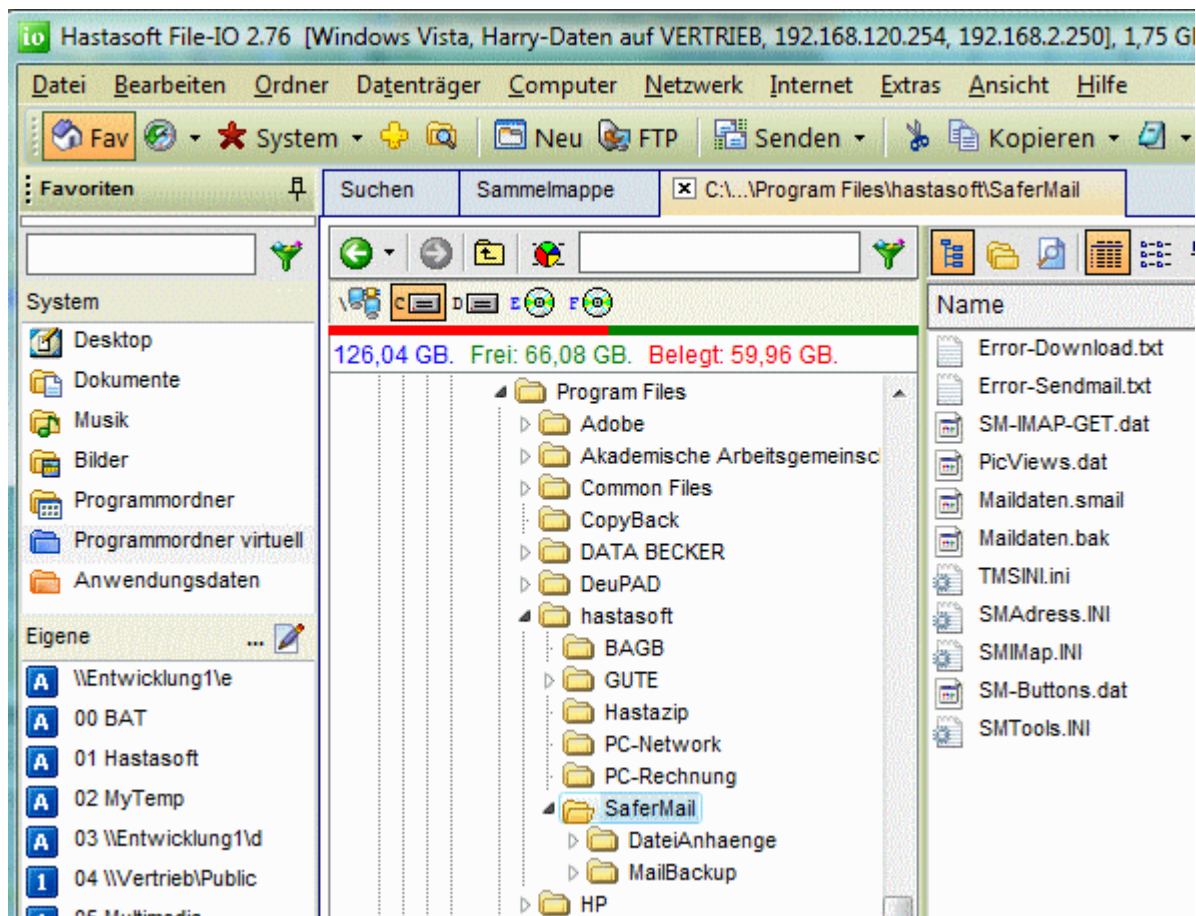 io Hastasoft File-IO 2.76 [Windows Vista, Harry-Daten auf VERTRIEB, 192.168.120.254, 192.168.2.250], 1,75
Datei Bearbeiten Ordner Datenträger Computer Netzwerk Internet Extras Ansicht Hilfe
Fav System Neu FTP Senden Kopieren
Favoriten
Suchen Sammelmappe C:\...\Program Files\hastasoft\SaferMail
System
Desktop
Dokumente
Musik
Bilder
Programmordner
Programmordner virtuell
Anwendungsdaten
Eigene ...
A \\Entwicklung1\e
A 00 BAT
A 01 Hastasoft
A 02 MyTemp
A 03 \\Entwicklung1\d
1 04 \\Vertrieb\Public
05 Multimedia
\ C D E F
126,04 GB. Frei: 66,08 GB. Belegt: 59,96 GB.
Program Files
Adobe
Akademische
Common Files
CopyBack
DATA BECKER
DeuPAD
hastasoft
BAGB
GUTE
Hastazip
PC-Network
PC-Rechnung
SaferMail
DateiAnhaenge
MailBackup
HP
Name
Error-Download.txt
Error-Sendmail.txt
SM-IMAP-GET.dat
PicViews.dat
Maildaten.smail
Maildaten.bak
TMSINI.ini
SMAdress.INI
SMIMap.INI
SM-Buttons.dat
SMTools.INI